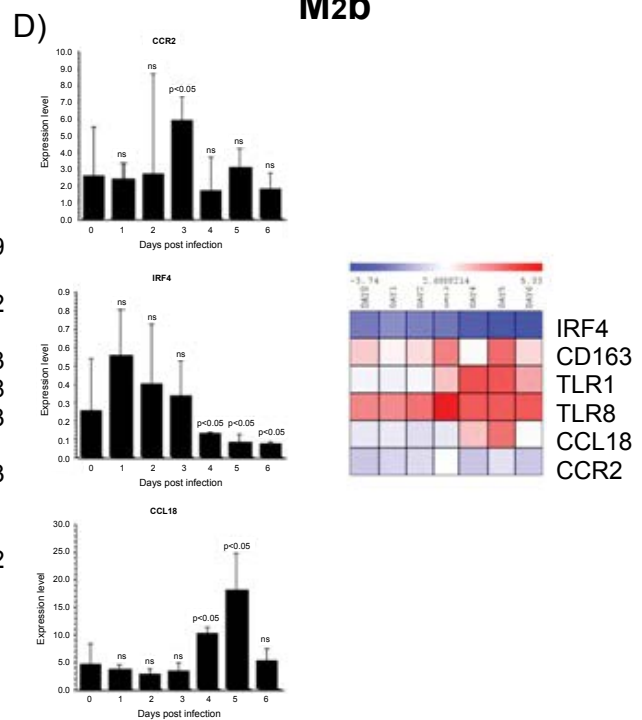 M2b
D)
CCR2
10.0
9.0
8.0
7.0
6.0
5.0
4.0
3.0
2.0
1.0
0.0
Expression level
ns
ns
p<0.05
ns
ns
ns
0 1 2 3 4 5 6
Days post infection
IRF4
0.9
0.8
0.7
0.6
0.5
0.4
0.3
0.2
0.1
0.0
Expression level
ns
ns
ns
p<0.05 p<0.05 p<0.05
0 1 2 3 4 5 6
Days post infection
CCL18
30.0
25.0
20.0
15.0
10.0
5.0
0.0
Expression level
ns
ns
ns
p<0.05
p<0.05
ns
0 1 2 3 4 5 6
Days post infection
-3.74 5.33
DAY0 DAY1 DAY4 DAY5 DAY6
IRF4
CD163
TLR1
TLR8
CCL18
CCR2